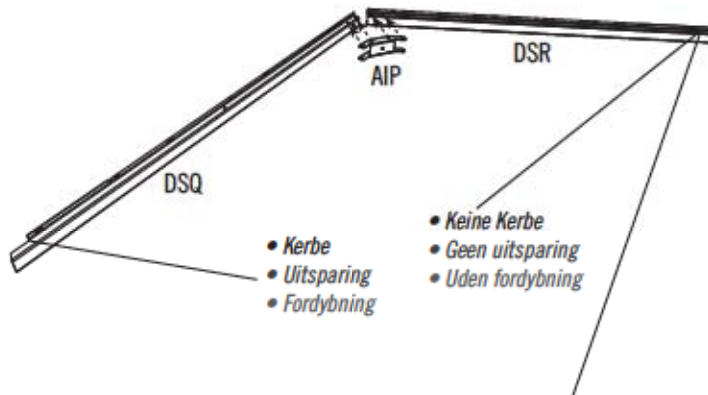 AIP
DSR
DSQ
• Kerbe
• Uitsparing
• Fordybning
• Keine Kerbe
• Geen uitsparing
• Uden fordybning